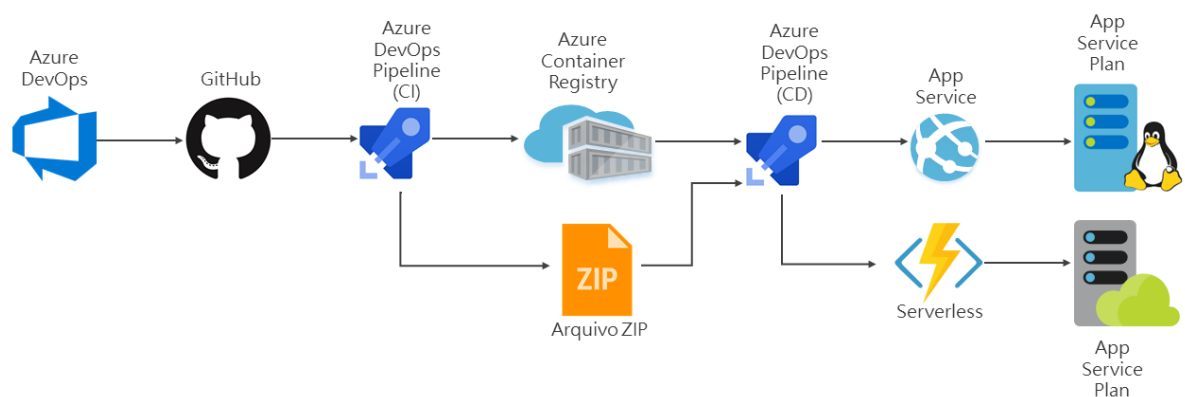 Azure
DevOps
GitHub
Azure
DevOps
Pipeline
(CI)
Azure
Container
Registry
Azure
DevOps
Pipeline
(CD)
App
Service
App
Service
Plan
ZIP
Arquivo ZIP
Serverless
App
Service
Plan